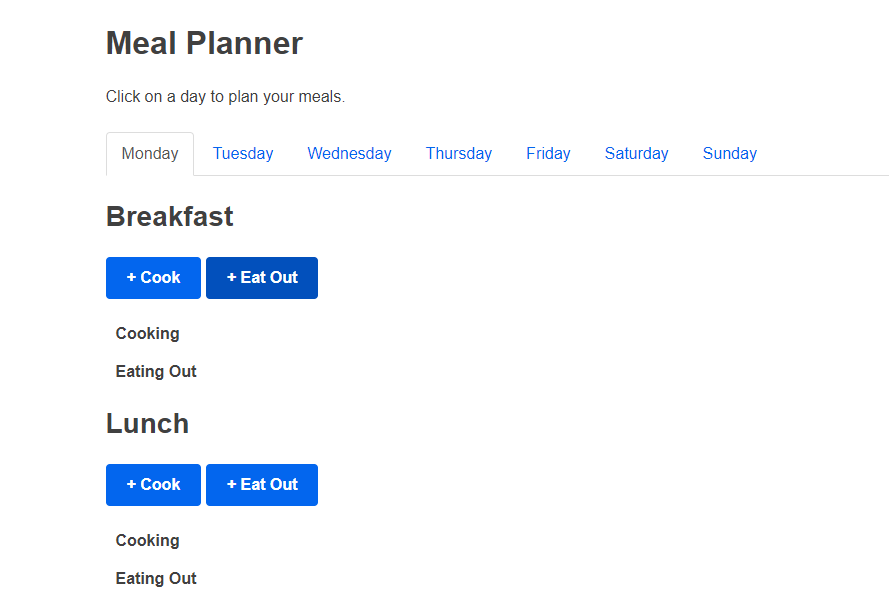 Meal Planner
Click on a day to plan your meals.
Monday Tuesday Wednesday Thursday Friday Saturday Sunday
Breakfast
+ Cook + Eat Out
Cooking
Eating Out
Lunch
+ Cook + Eat Out
Cooking
Eating Out